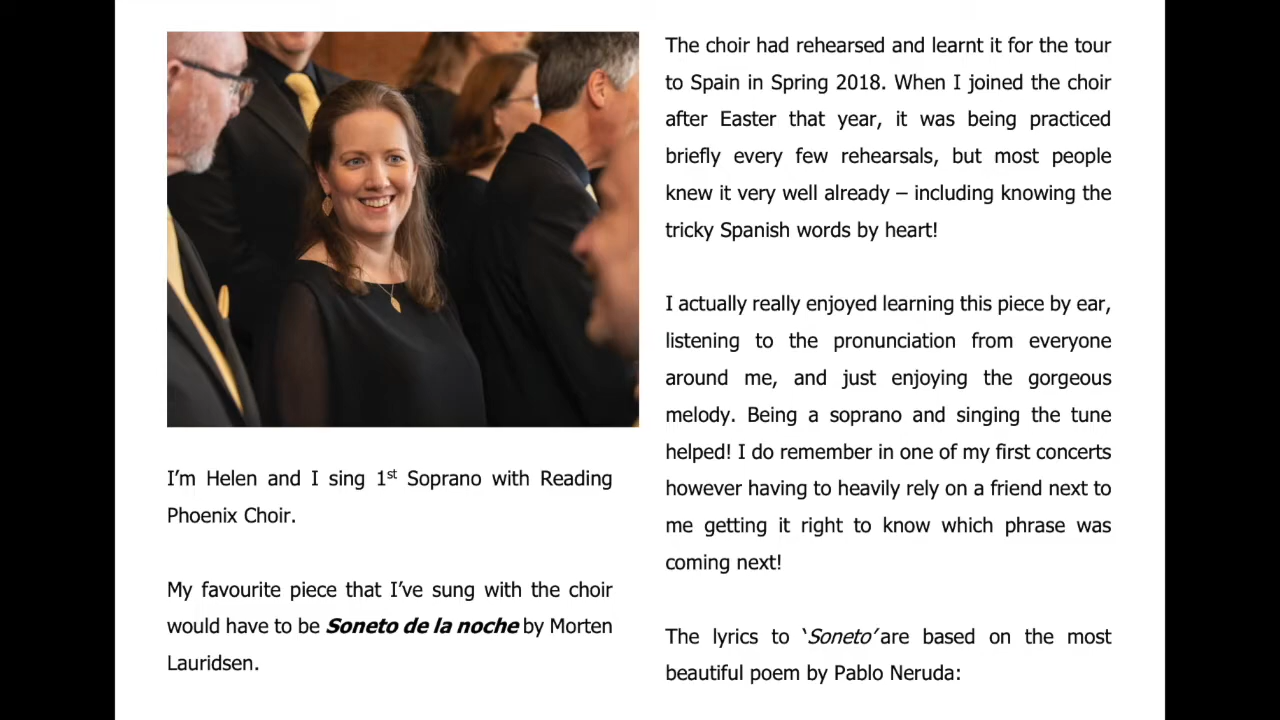 I'm Helen and I sing 1st Soprano with Reading
Phoenix Choir.
My favourite piece that I've sung with the choir
would have to be Soneto de la noche by Morten
Lauridsen.
The choir had rehearsed and learnt it for the tour
to Spain in Spring 2018. When I joined the choir
after Easter that year, it was being practiced
briefly every few rehearsals, but most people
knew it very well already – including knowing the
tricky Spanish words by heart!
I actually really enjoyed learning this piece by ear,
listening to the pronunciation from everyone
around me, and just enjoying the gorgeous
melody. Being a soprano and singing the tune
helped! I do remember in one of my first concerts
however having to heavily rely on a friend next to
me getting it right to know which phrase was
coming next!
The lyrics to ‘Soneto’ are based on the most
beautiful poem by Pablo Neruda: